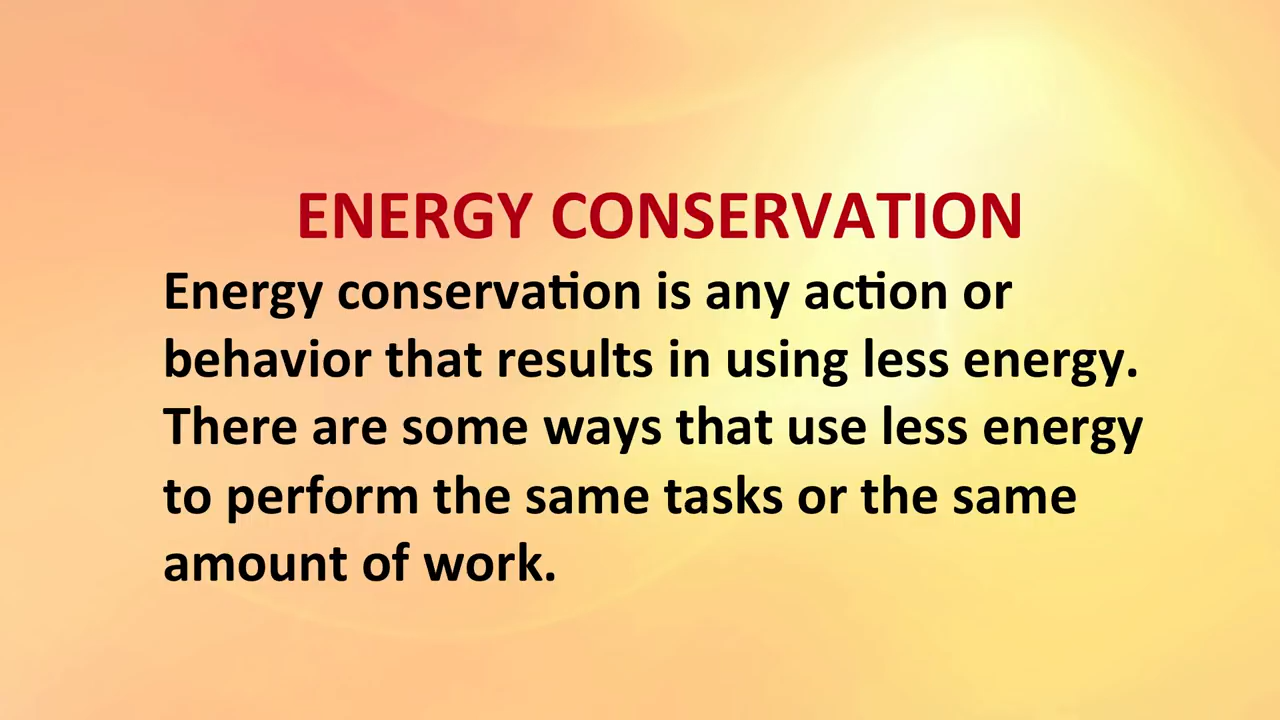 ENERGY CONSERVATION
Energy conservation is any action or
behavior that results in using less energy.
There are some ways that use less energy
to perform the same tasks or the same
amount of work.